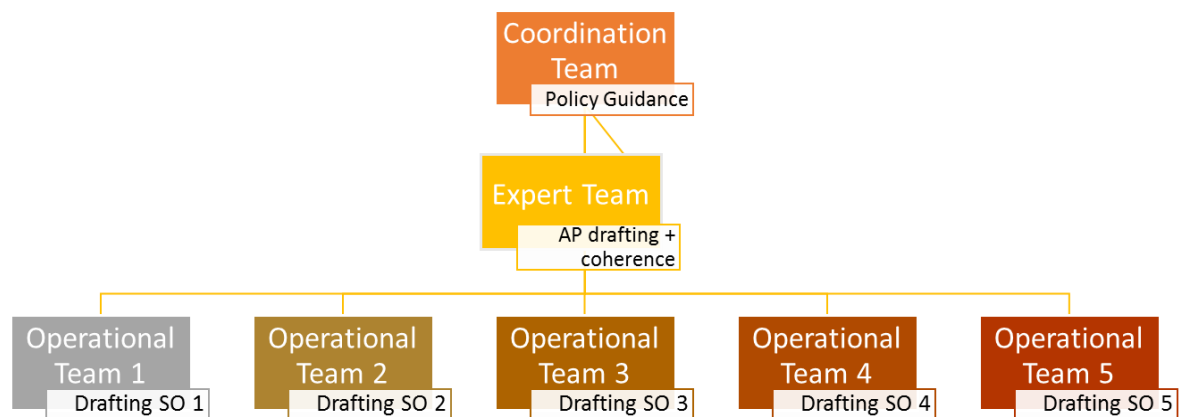 Coordination
Team
Policy Guidance
Expert Team
AP drafting +
coherence
Operational
Team 1
Drafting SO 1
Operational
Team 2
Drafting SO 2
Operational
Team 3
Drafting SO 3
Operational
Team 4
Drafting SO 4
Operational
Team 5
Drafting SO 5